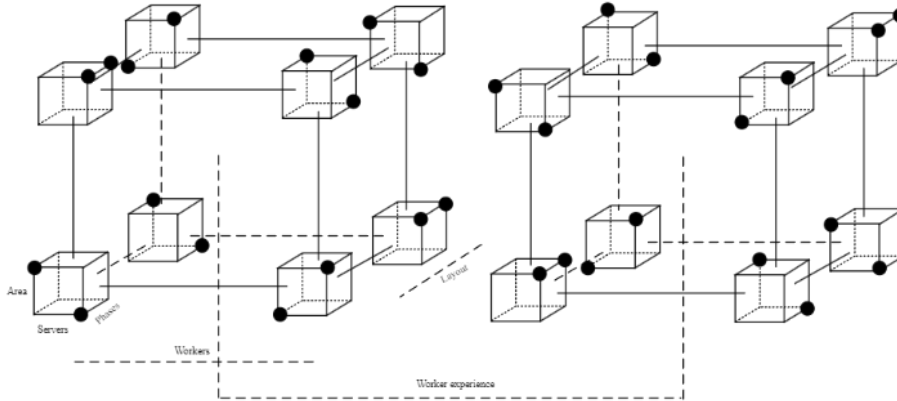 Layout
Area
Phases
Servers
Workers
Worker experience